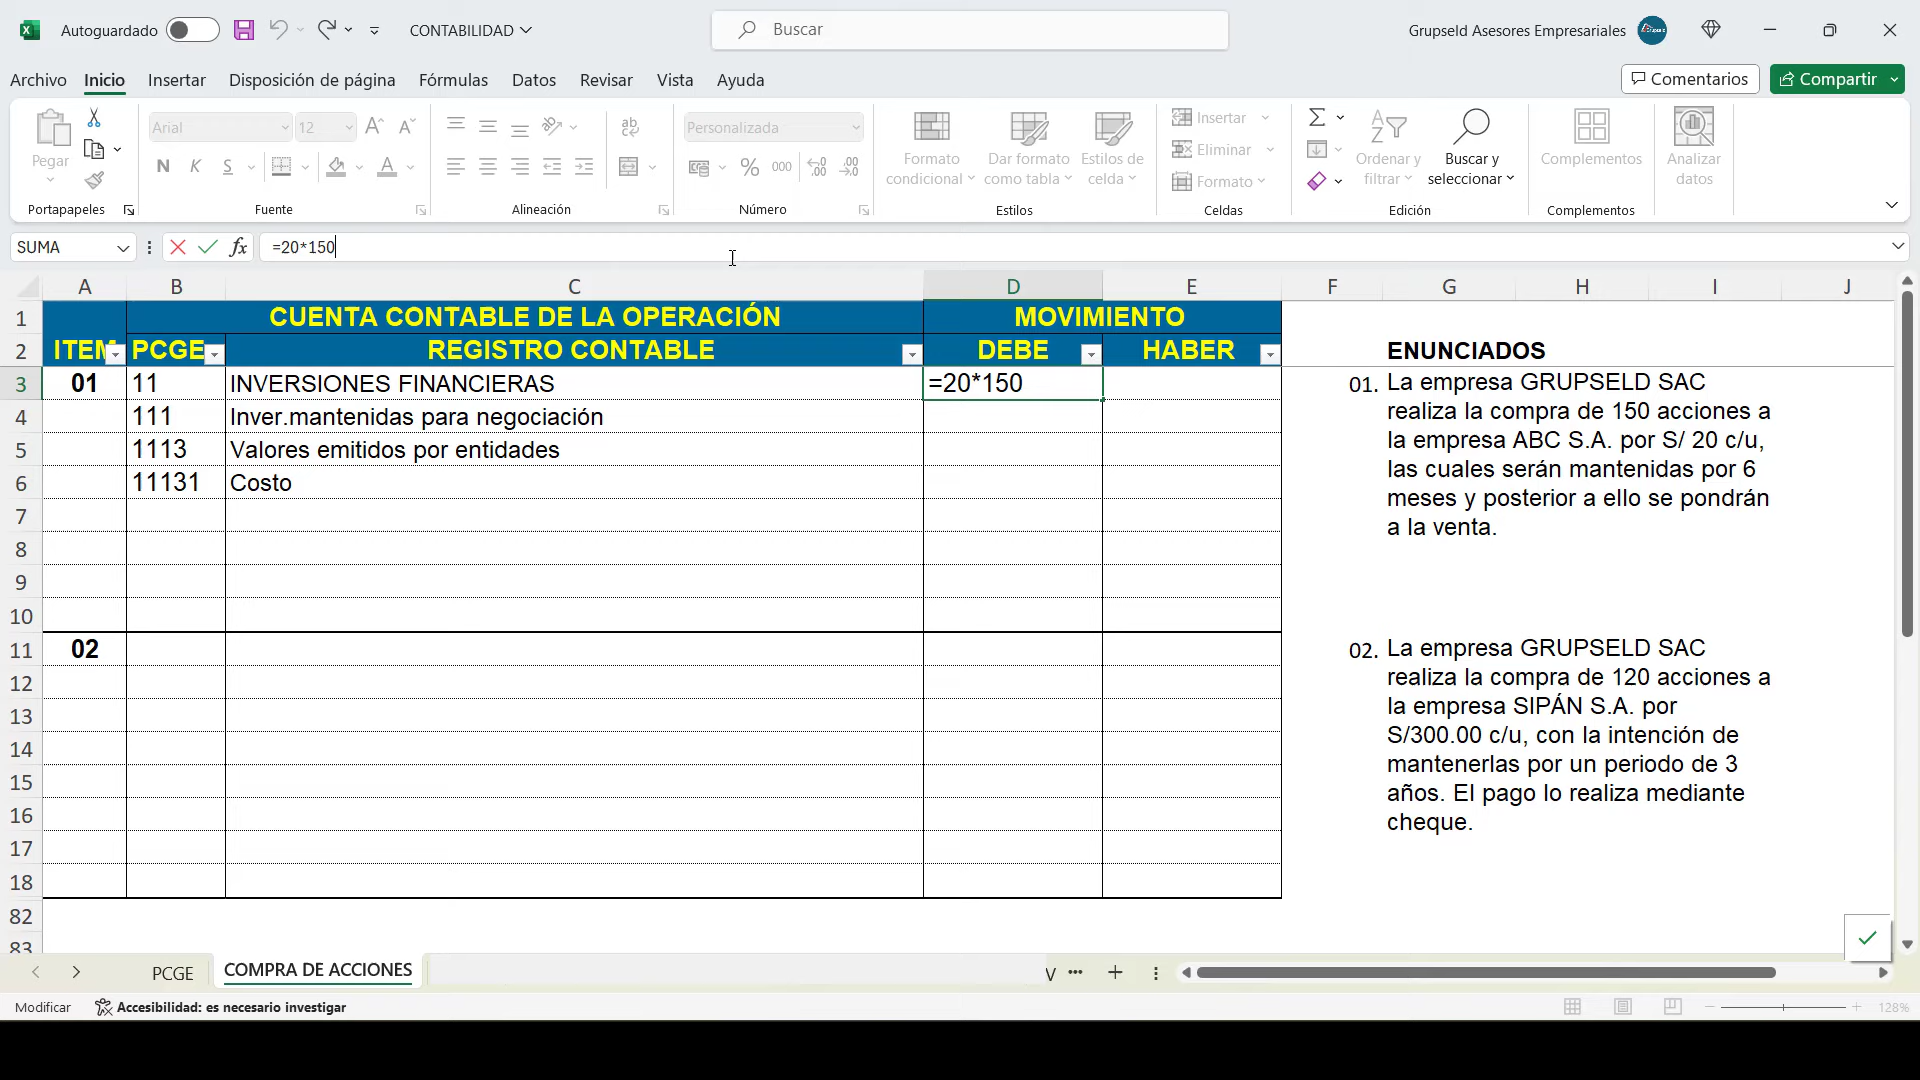 Autoguardado CONTABILIDAD Buscar Grupseld Asesores Empresariales
Archivo Inicio Insertar Disposición de página Fórmulas Datos Revisar Vista Ayuda Comentarios Compartir
Pegar Arial 12 Personalizada
N K S A % 000
Formato condicional Dar formato como tabla Estilos de celda
Insertar
Eliminar
Formato
Ordenar y filtrar Buscar y seleccionar Complementos Analizar datos
Portapapeles Fuente Alineación Número Estilos Celdas Edición Complementos
SUMA fx =20*150
A B C D E F G H I J
1 CUENTA CONTABLE DE LA OPERACIÓN MOVIMIENTO
2 ITEM PCGE REGISTRO CONTABLE DEBE HABER ENUNCIADOS
3 01 11 INVERSIONES FINANCIERAS =20*150
4 111 Inver.mantenidas para negociación
5 1113 Valores emitidos por entidades
6 11131 Costo
7
8
9
10
01. La empresa GRUPSELD SAC
realiza la compra de 150 acciones a
la empresa ABC S.A. por S/ 20 c/u,
las cuales serán mantenidas por 6
meses y posterior a ello se pondrán
a la venta.
11 02
12
13
14
15
16
17
18
82
83
02. La empresa GRUPSELD SAC
realiza la compra de 120 acciones a
la empresa SIPÁN S.A. por
S/300.00 c/u, con la intención de
mantenerlas por un periodo de 3
años. El pago lo realiza mediante
cheque.
PCGE COMPRA DE ACCIONES V
Modificar Accesibilidad: es necesario investigar 128%